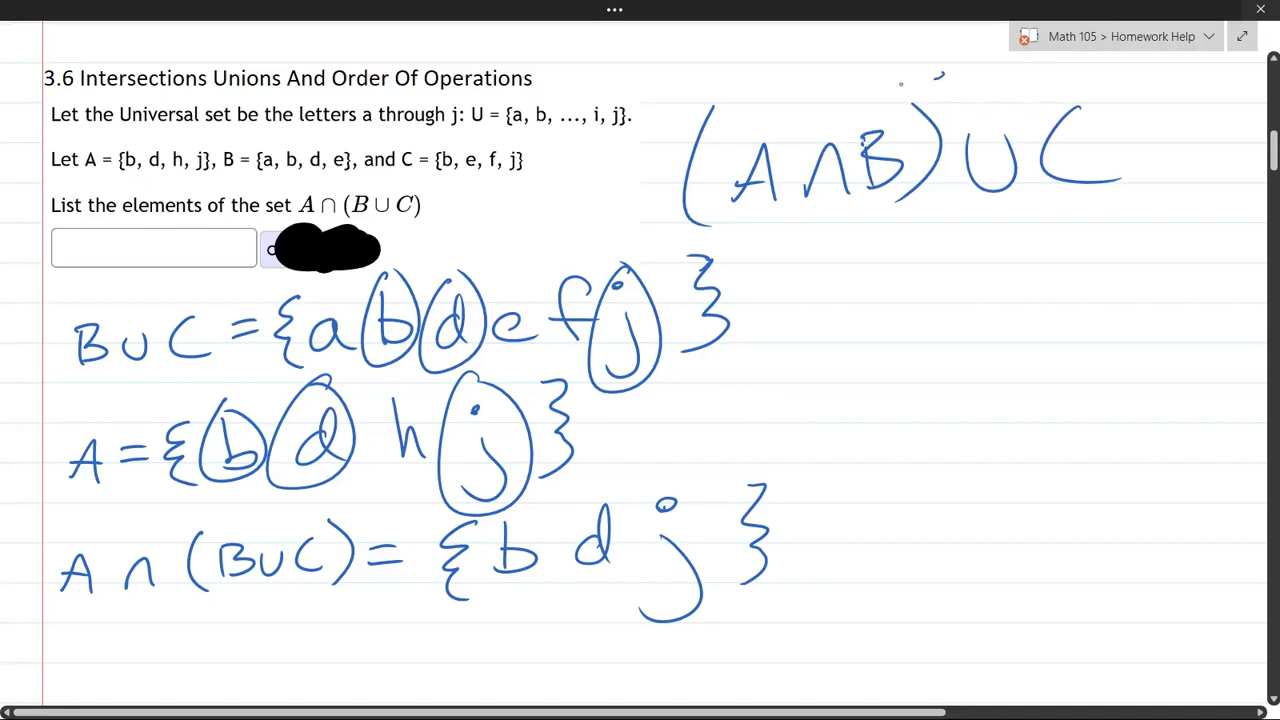 Math 105 > Homework Help
3.6 Intersections Unions And Order Of Operations
Let the Universal set be the letters a through j: U = {a, b, ..., i, j}.
Let A = {b, d, h, j}, B = {a, b, d, e}, and C = {b, e, f, j}
List the elements of the set A ∩ (B ∪ C)
(A ∩ B) ∪ C
B ∪ C = {a b d e f j }
A = {b d h j }
A ∩ (B ∪ C) = {b d j }